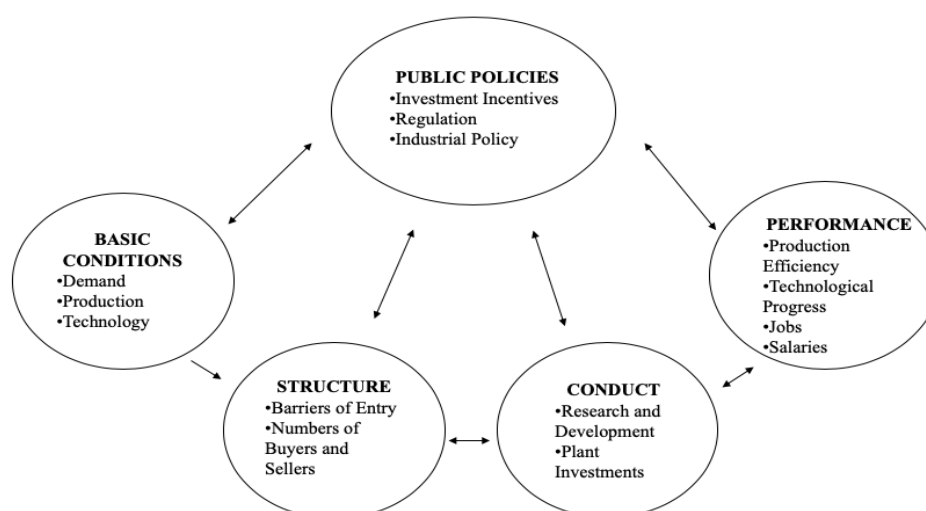 PUBLIC POLICIES
•Investment Incentives
•Regulation
•Industrial Policy
BASIC
CONDITIONS
•Demand
•Production
•Technology
PERFORMANCE
•Production
Efficiency
•Technological
Progress
•Jobs
•Salaries
STRUCTURE
•Barriers of Entry
•Numbers of
Buyers and
Sellers
CONDUCT
•Research and
Development
•Plant
Investments